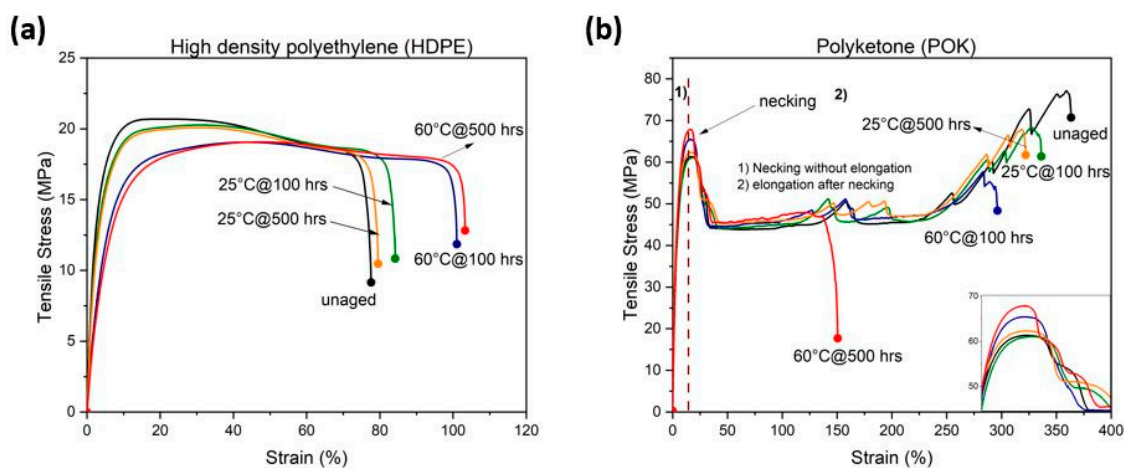 (a)
High density polyethylene (HDPE)
Tensile Stress (MPa)
25
20
15
10
5
0
0
20
40
60
80
100
120
Strain (%)
60°C@500 hrs
25°C@100 hrs
25°C@500 hrs
60°C@100 hrs
unaged
(b)
Polyketone (POK)
Tensile Stress (MPa)
80
70
60
50
40
30
20
10
0
0
50
100
150
200
250
300
350
400
Strain (%)
1)
2)
necking
25°C@500 hrs
unaged
1) Necking without elongation
2) elongation after necking
25°C@100 hrs
60°C@100 hrs
60°C@500 hrs
70
60
50